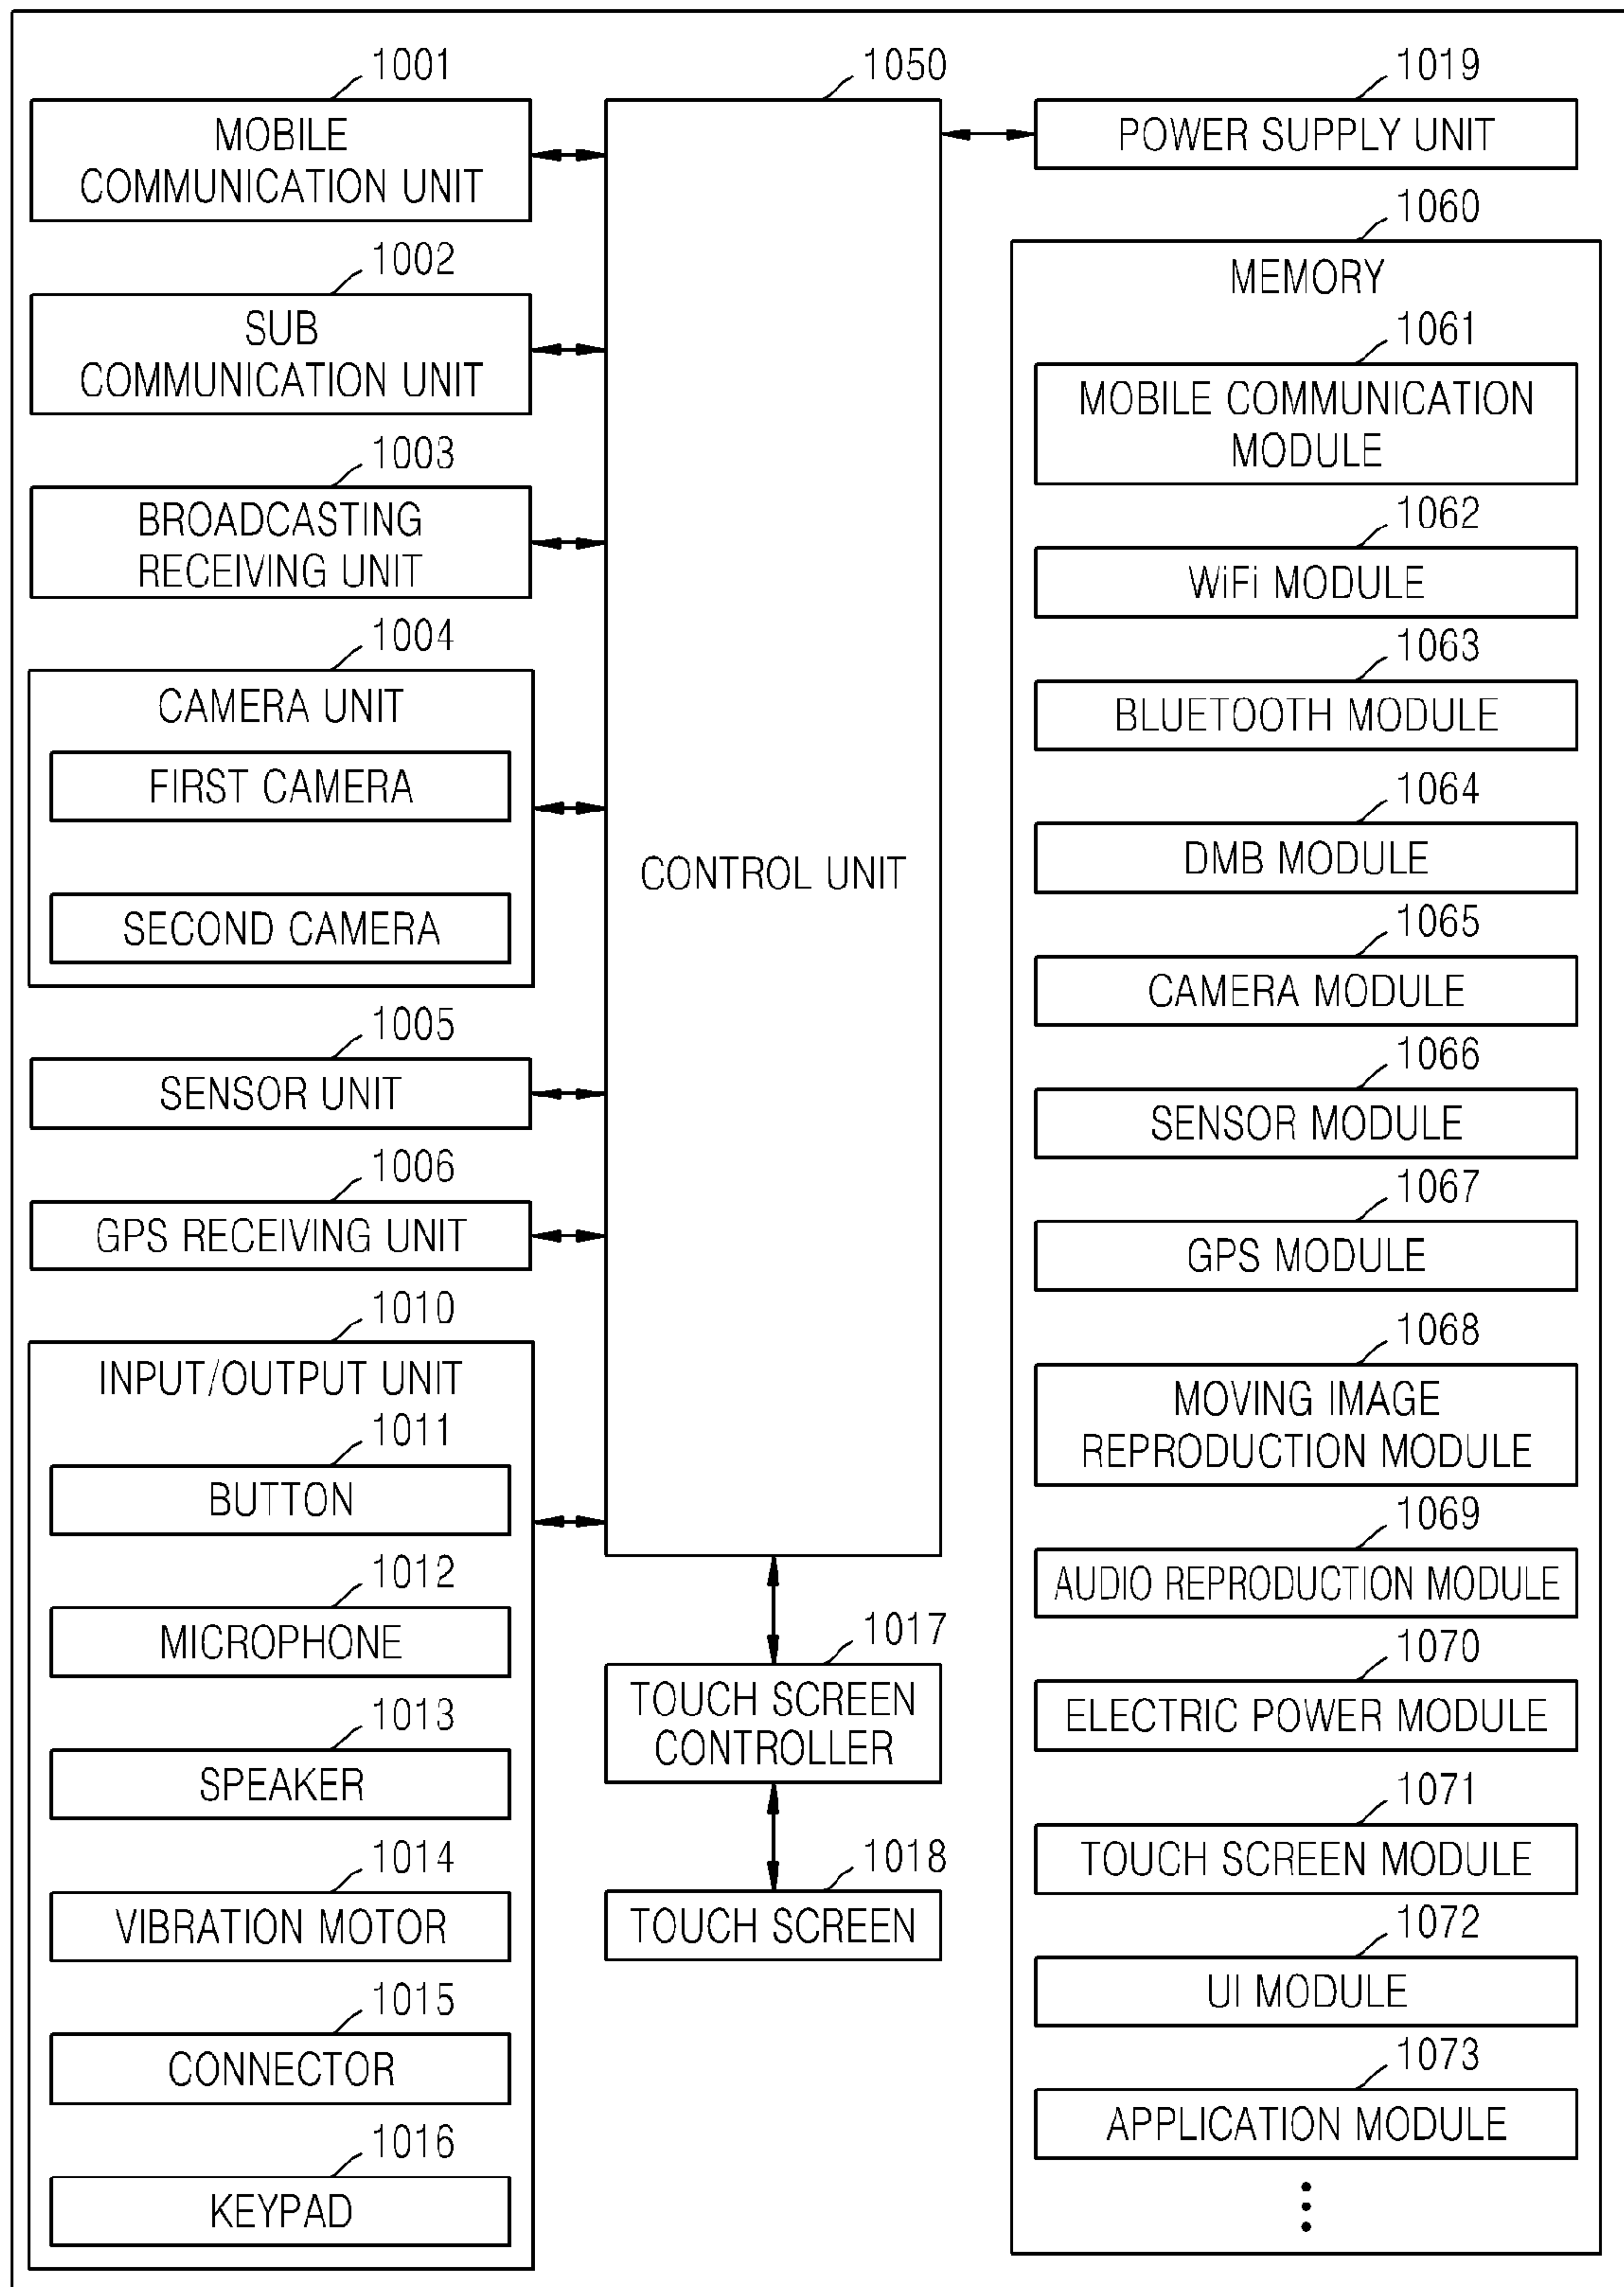 1001
MOBILE
COMMUNICATION UNIT
1002
SUB
COMMUNICATION UNIT
1003
BROADCASTING
RECEIVING UNIT
1004
CAMERA UNIT
FIRST CAMERA
SECOND CAMERA
1005
SENSOR UNIT
1006
GPS RECEIVING UNIT
1010
INPUT/OUTPUT UNIT
1011
BUTTON
1012
MICROPHONE
1013
SPEAKER
1014
VIBRATION MOTOR
1015
CONNECTOR
1016
KEYPAD
1050
CONTROL UNIT
1017
TOUCH SCREEN
CONTROLLER
1018
TOUCH SCREEN
1019
POWER SUPPLY UNIT
1060
MEMORY
1061
MOBILE COMMUNICATION
MODULE
1062
WiFi MODULE
1063
BLUETOOTH MODULE
1064
DMB MODULE
1065
CAMERA MODULE
1066
SENSOR MODULE
1067
GPS MODULE
1068
MOVING IMAGE
REPRODUCTION MODULE
1069
AUDIO REPRODUCTION MODULE
1070
ELECTRIC POWER MODULE
1071
TOUCH SCREEN MODULE
1072
UI MODULE
1073
APPLICATION MODULE